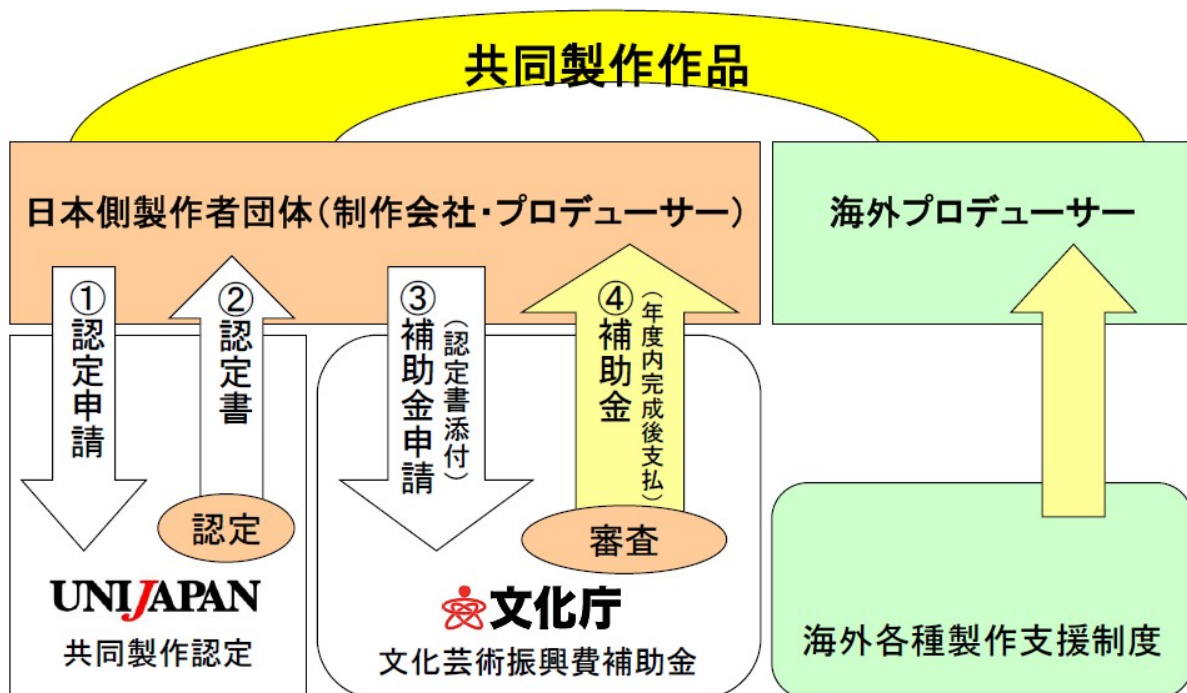 共同製作作品
日本側製作者団体(制作会社・プロデューサー)
海外プロデューサー
①認定申請
②認定書
③補助金申請
(認定書添付)
④補助金
(年度内完成後支払)
認定
審査
UNIJAPAN
共同製作認定
文化庁
文化芸術振興費補助金
海外各種製作支援制度